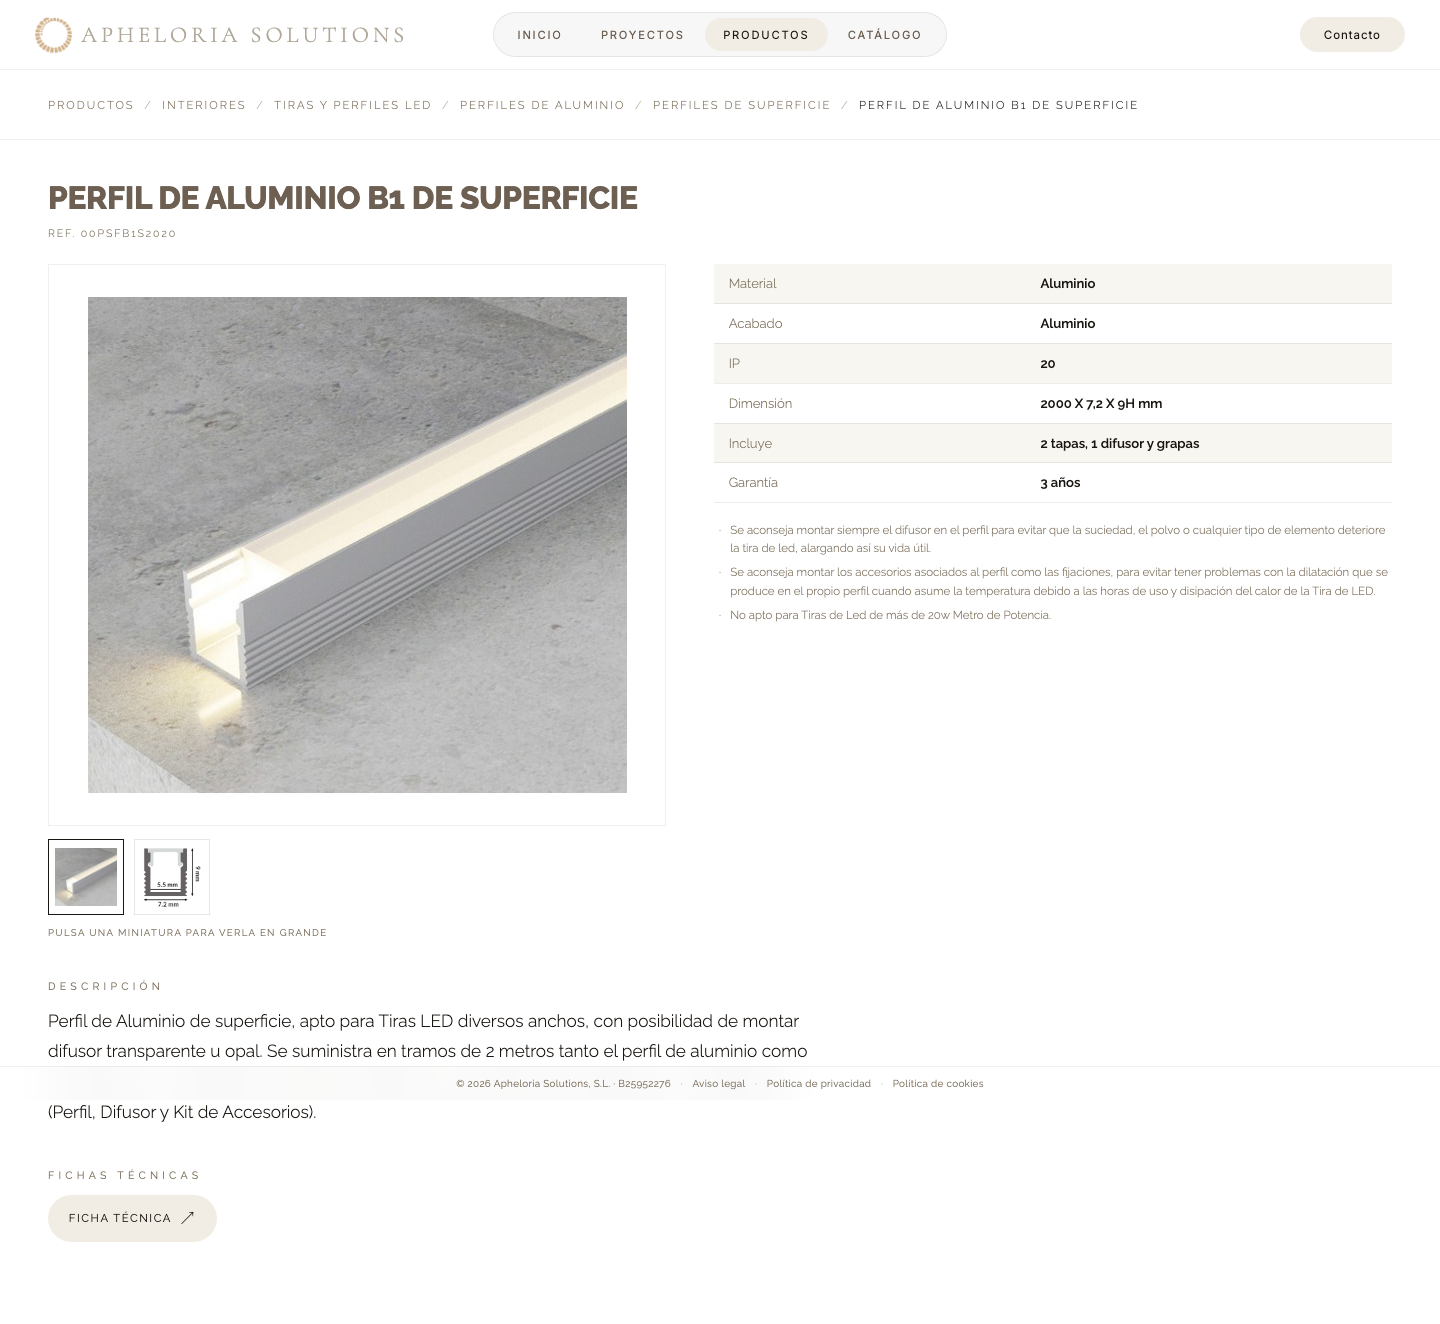 APHELORIA SOLUTIONS
INICIO PROYECTOS PRODUCTOS CATÁLOGO
Contacto
PRODUCTOS / INTERIORES / TIRAS Y PERFILES LED / PERFILES DE ALUMINIO / PERFILES DE SUPERFICIE / PERFIL DE ALUMINIO B1 DE SUPERFICIE
PERFIL DE ALUMINIO B1 DE SUPERFICIE
REF. 00PSFB1S2020
Material Aluminio
Acabado Aluminio
IP 20
Dimensión 2000 X 7,2 X 9H mm
Incluye 2 tapas, 1 difusor y grapas
Garantía 3 años
· Se aconseja montar siempre el difusor en el perfil para evitar que la suciedad, el polvo o cualquier tipo de elemento deteriore
la tira de led, alargando así su vida útil.
· Se aconseja montar los accesorios asociados al perfil como las fijaciones, para evitar tener problemas con la dilatación que se
produce en el propio perfil cuando asume la temperatura debido a las horas de uso y disipación del calor de la Tira de LED.
· No apto para Tiras de Led de más de 20w Metro de Potencia.
5.5 mm
9 mm
7.2 mm
PULSA UNA MINIATURA PARA VERLA EN GRANDE
DESCRIPCIÓN
Perfil de Aluminio de superficie, apto para Tiras LED diversos anchos, con posibilidad de montar
difusor transparente u opal. Se suministra en tramos de 2 metros tanto el perfil de aluminio como
© 2026 Apheloria Solutions, S.L. · B25952276 · Aviso legal · Política de privacidad · Política de cookies
(Perfil, Difusor y Kit de Accesorios).
FICHAS TÉCNICAS
FICHA TÉCNICA